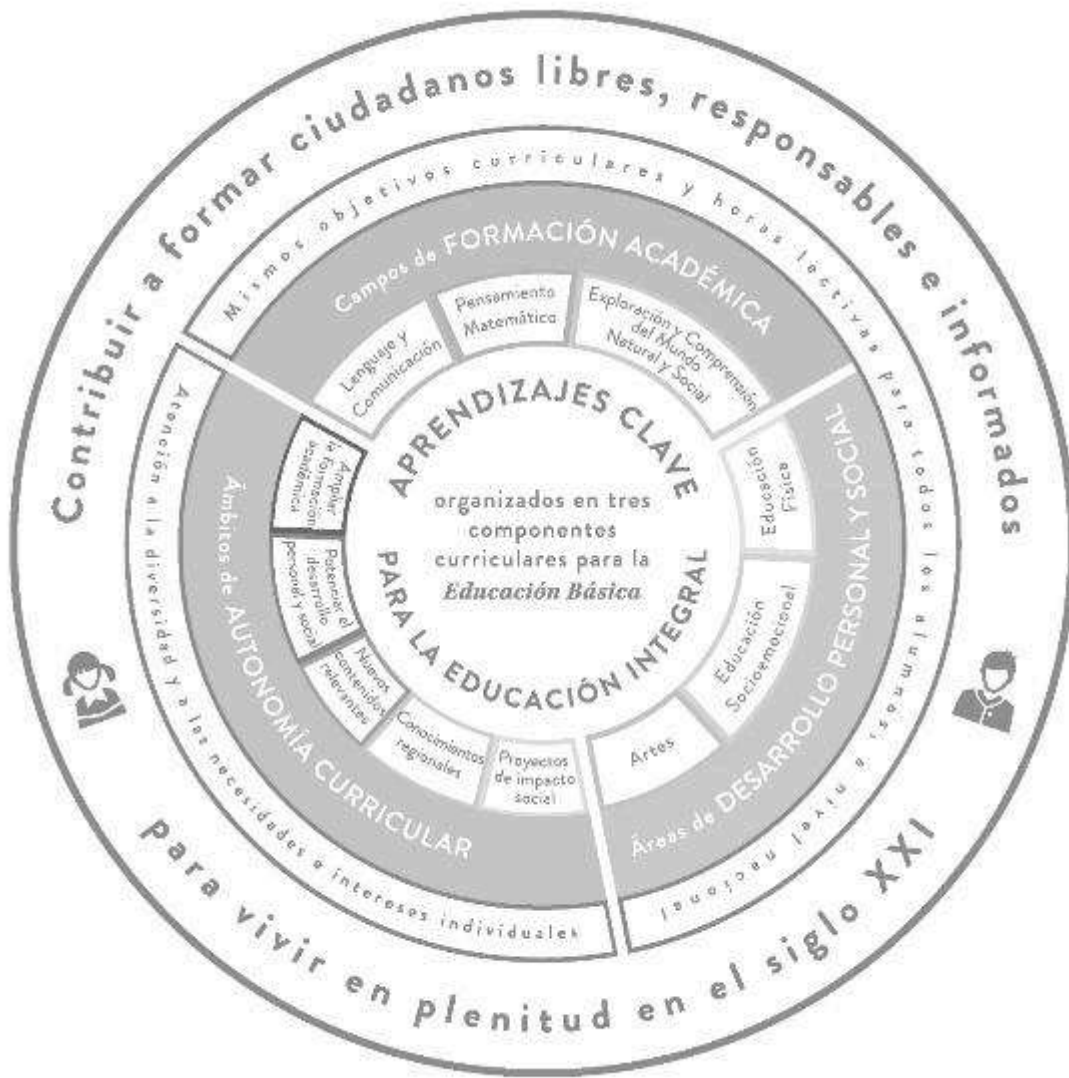 Contribuir a formar ciudadanos libres, responsables e informados
para vivir en plenitud en el siglo XXI
Mismos objetivos curriculares y horas lectivas para todos los alumnos, a nivel nacional
Atención a la diversidad y a las necesidades e intereses individuales
Campos de FORMACIÓN ACADÉMICA
Lenguaje y
Comunicación
Pensamiento
Matemático
Exploración y Comprensión
del Mundo
Natural y Social
Áreas de DESARROLLO PERSONAL Y SOCIAL
Educación
Física
Educación
Socioemocional
Artes
Ámbitos de AUTONOMÍA CURRICULAR
Ampliar
la formación
académica
Potenciar el
desarrollo
personal y social
Nuevos
contenidos
relevantes
Conocimientos
regionales
Proyectos
de impacto
social
APRENDIZAJES CLAVE
organizados en tres
componentes
curriculares para la
Educación Básica
PARA LA EDUCACIÓN INTEGRAL